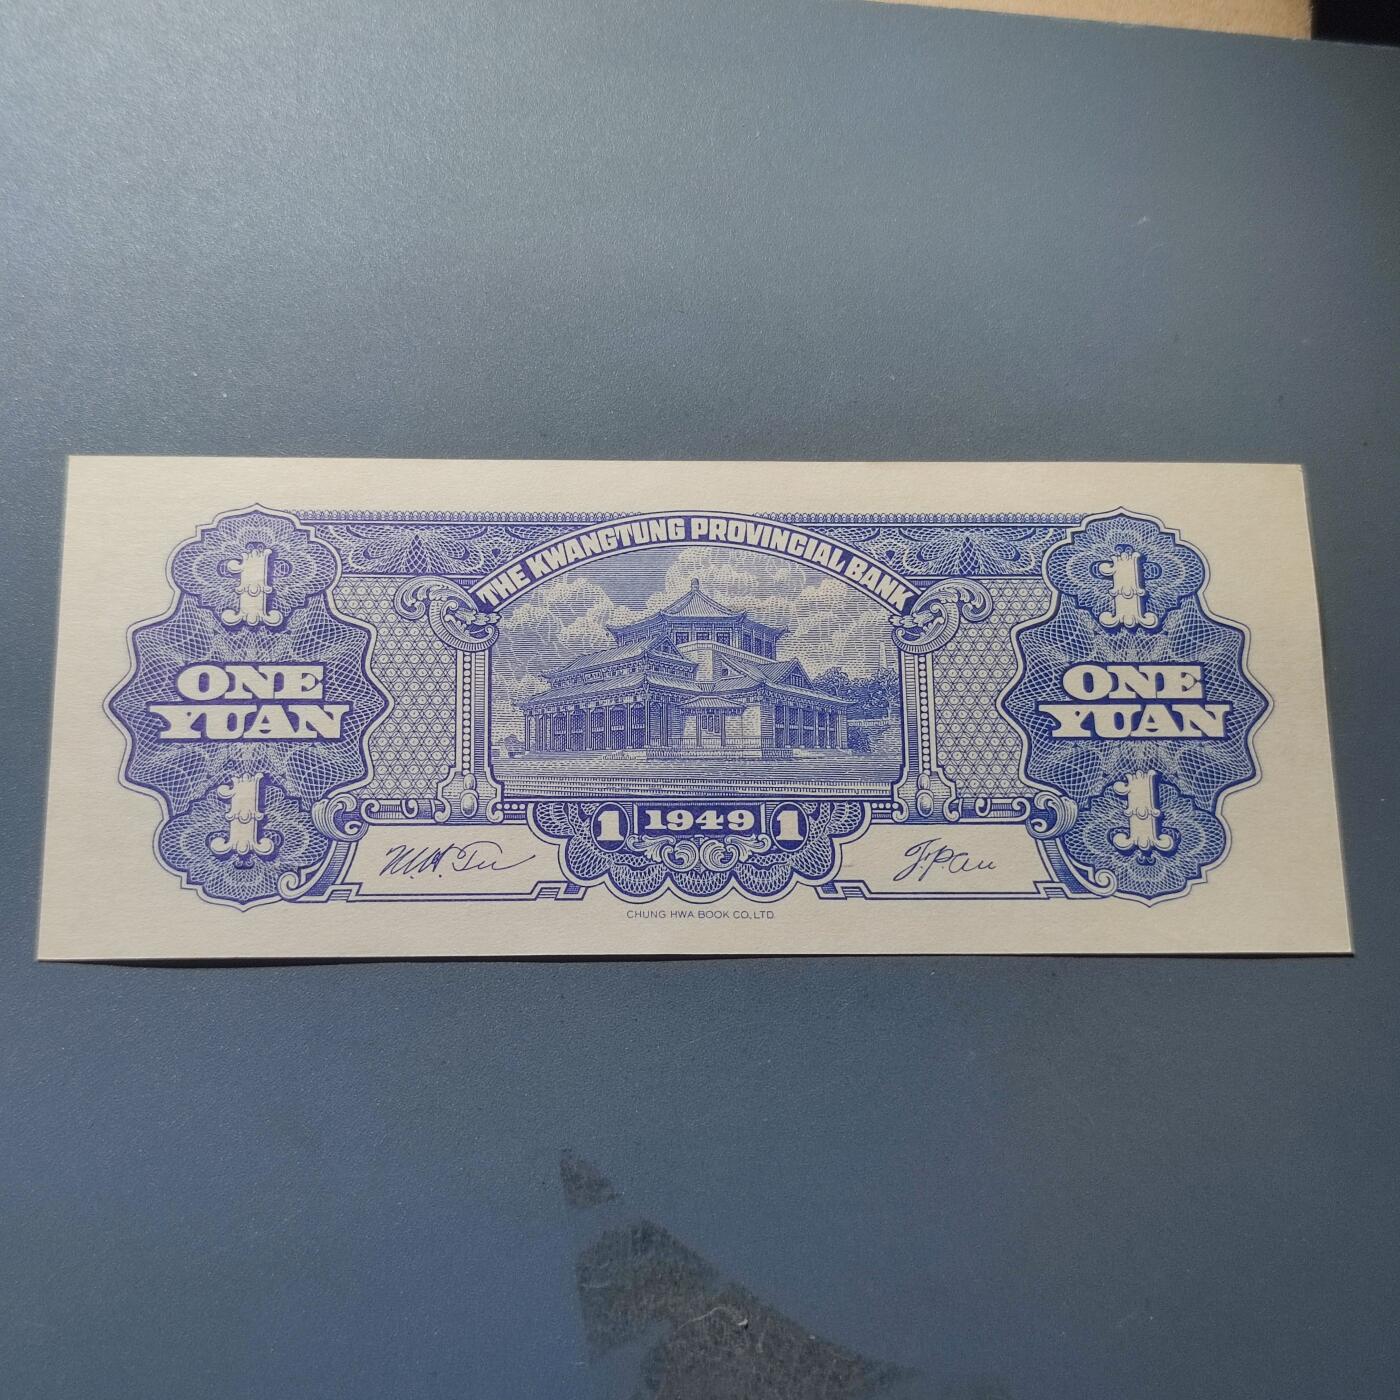 THE KWANGTUNG PROVINCIAL BANK
1 1
ONE YUAN ONE YUAN
1 1
1 1949 1
CHUNG HWA BOOK CO., LTD.